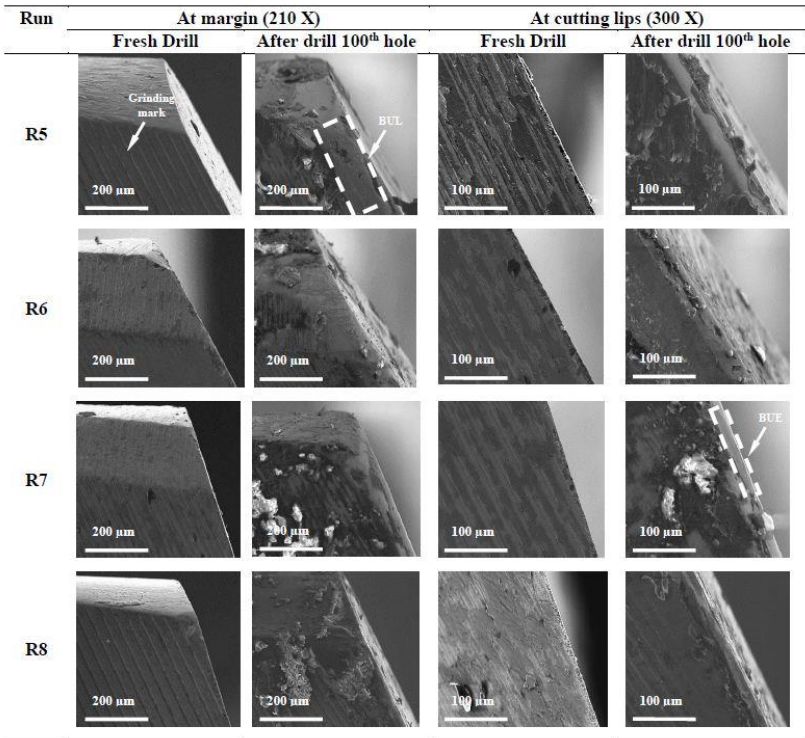 Run At margin (210 X) At cutting lips (300 X)
Fresh Drill After drill 100th hole Fresh Drill After drill 100th hole
R5
Grinding
mark
BUL
200 µm 200 µm 100 µm 100 µm
R6
200 µm 200 µm 100 µm 100 µm
R7
BUE
200 µm 200 µm 100 µm 100 µm
R8
200 µm 200 µm 100 µm 100 µm